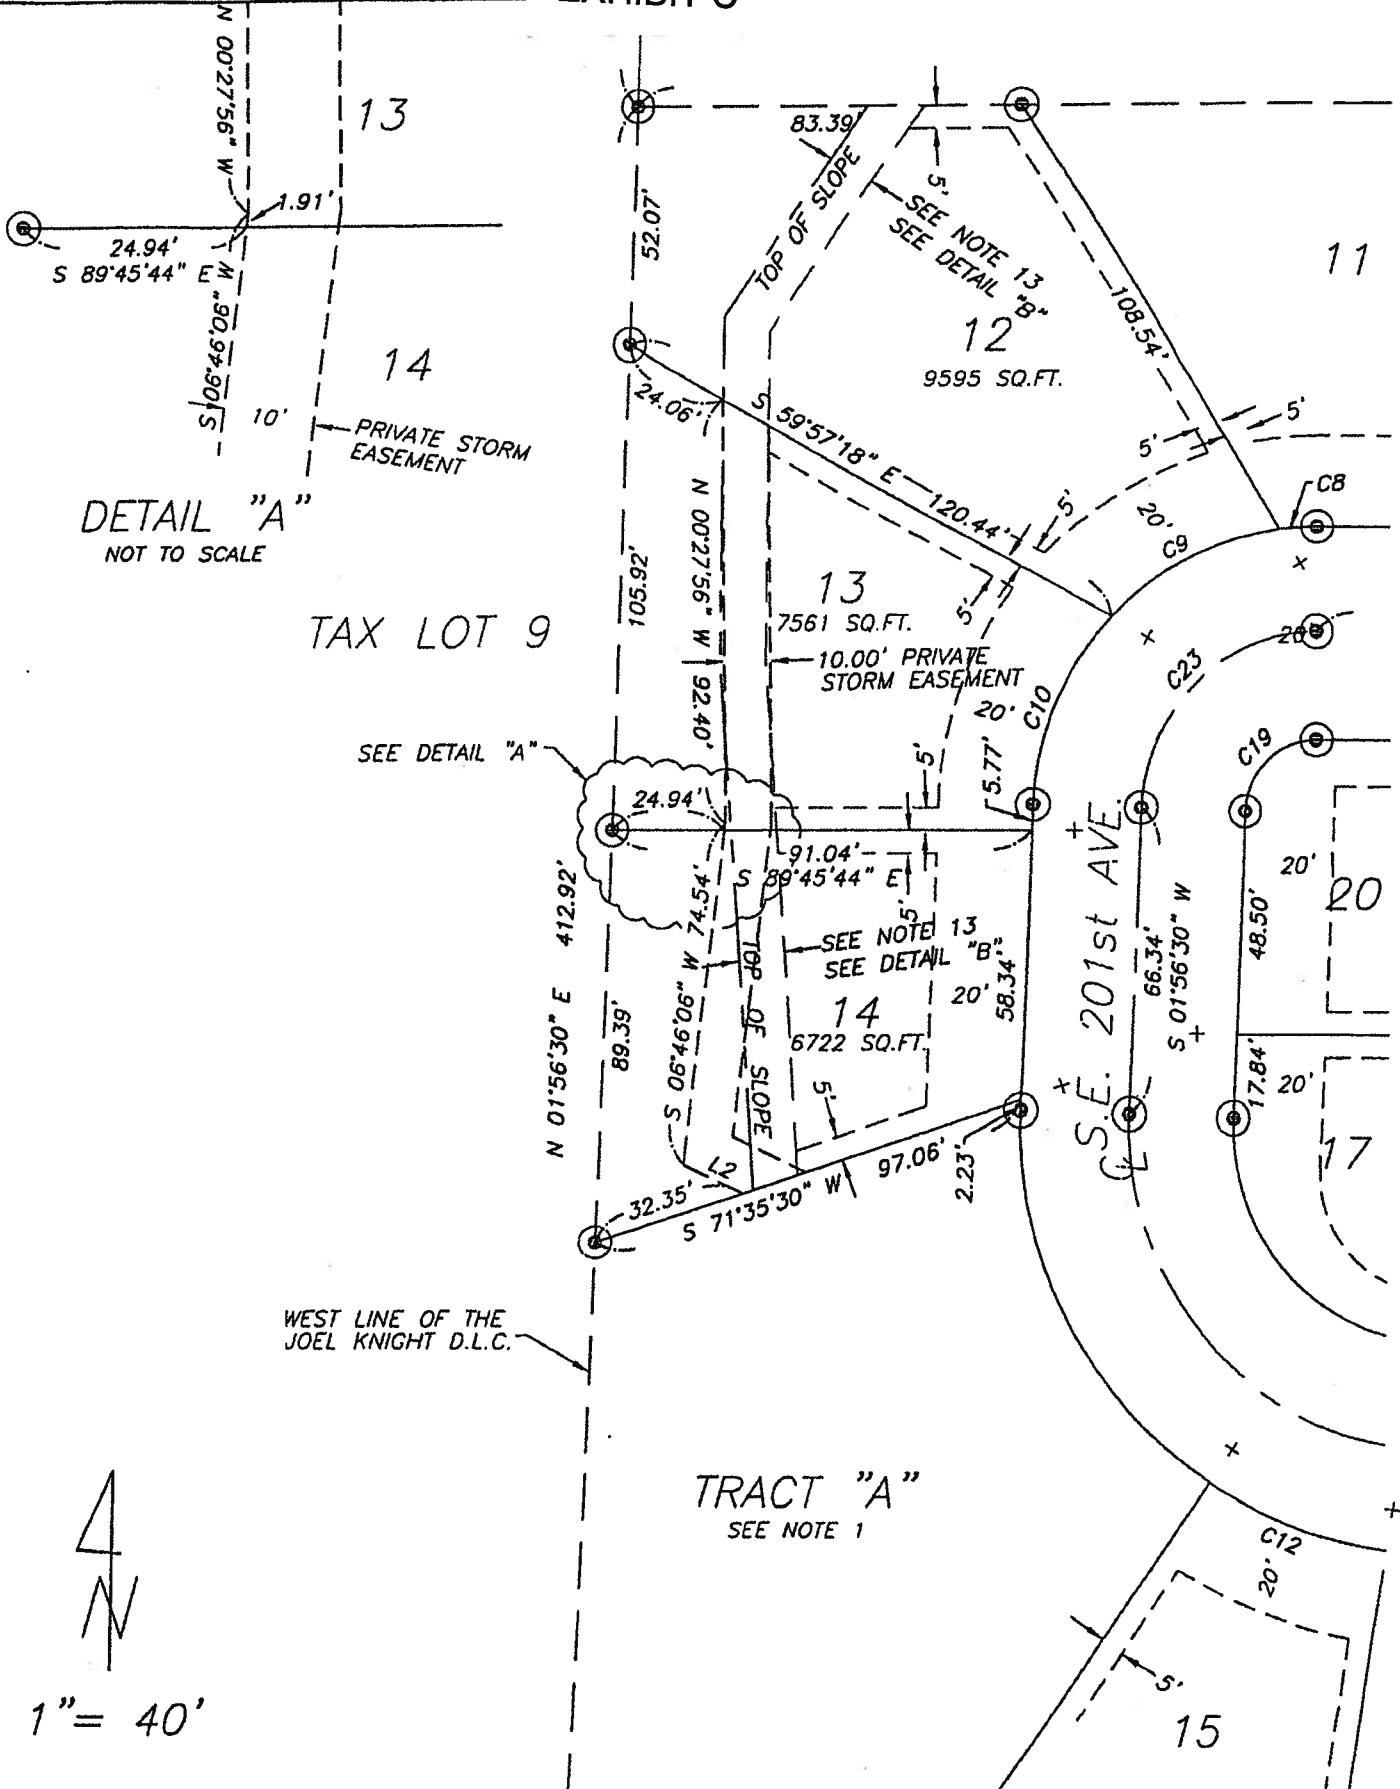 N 00°27'56" W
13
1.91'
24.94'
S 89°45'44" E
S 06°46'06" W
14
10'
PRIVATE STORM
EASEMENT
DETAIL "A"
NOT TO SCALE
83.39'
TOP OF SLOPE
5'
SEE NOTE 13
SEE DETAIL "B"
52.07'
11
12
9595 SQ.FT.
108.54'
24.06'
S 59°57'18" E
120.44'
5'
5'
5'
20'
C9
C8
TAX LOT 9
105.92'
N 00°27'56" W
92.40'
13
7561 SQ.FT.
10.00' PRIVATE
STORM EASEMENT
5'
20'
C10
C23
20'
C19
SEE DETAIL "A"
24.94'
5'
5.77'
91.04'
S 89°45'44" E
5'
N 01°56'30" E
412.92'
89.39'
S 06°46'06" W
74.54'
TOP OF SLOPE
SEE NOTE 13
SEE DETAIL "B"
20'
14
6722 SQ.FT.
58.34'
S.E. 201st AVE.
66.34'
S 01°56'30" W
48.50'
20'
20
17.84'
20'
17
5'
L2
32.35'
S 71°35'30" W
97.06'
2.23'
WEST LINE OF THE
JOEL KNIGHT D.L.C.
TRACT "A"
SEE NOTE 1
C12
20'
5'
15
N
1"= 40'